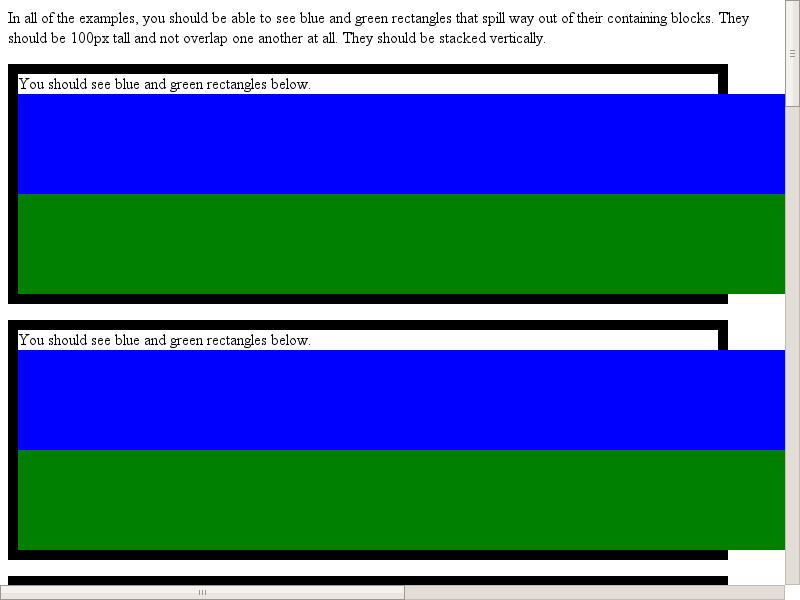 In all of the examples, you should be able to see blue and green rectangles that spill way out of their containing blocks. They
should be 100px tall and not overlap one another at all. They should be stacked vertically.
You should see blue and green rectangles below.
You should see blue and green rectangles below.